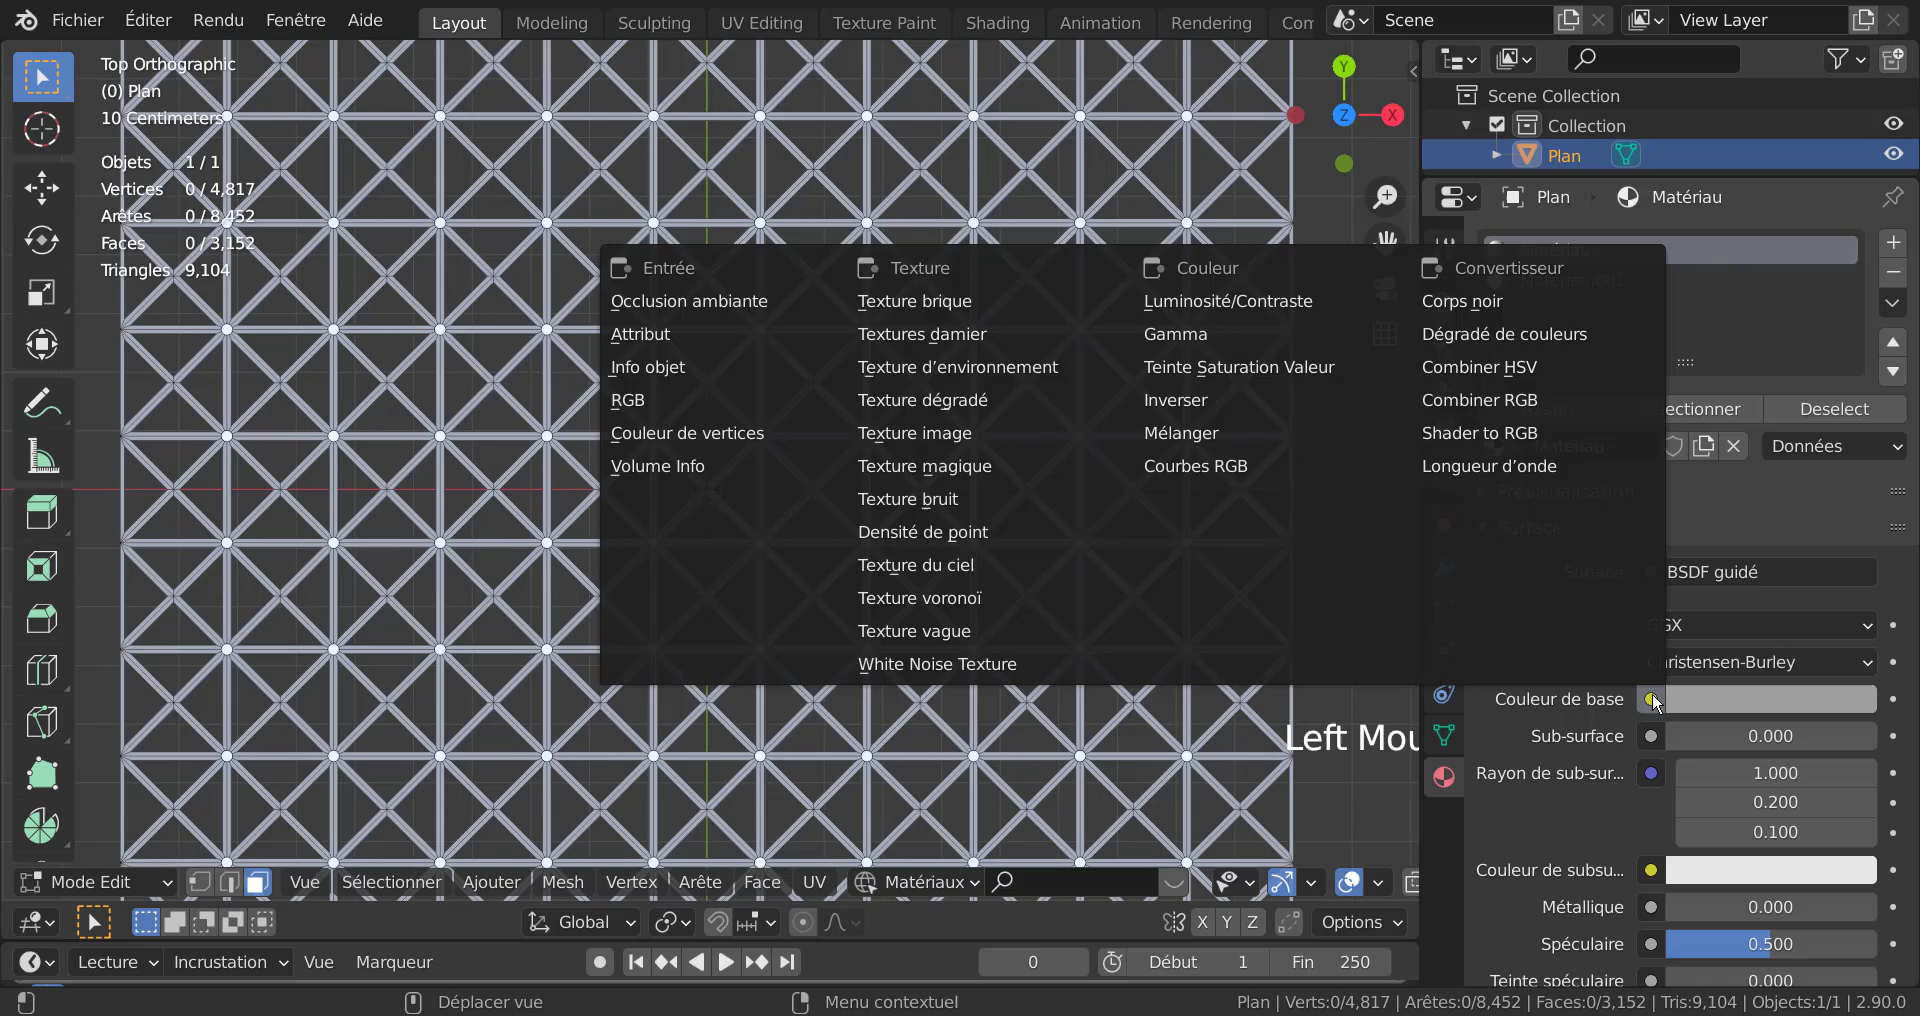 Fichier Éditer Rendu Fenêtre Aide Layout Modeling Sculpting UV Editing Texture Paint Shading Animation Rendering Scene View Layer
Top Orthographic
(0) Plan
10 Centimeters
Objets 1 / 1
Vertices 0 / 4,817
Arêtes 0 / 8,452
Faces 0 / 3,152
Triangles 9,104
Y
Z
X
Scene Collection
Collection
Plan
Plan Matériau
Entrée
Occlusion ambiante
Attribut
Info objet
RGB
Couleur de vertices
Volume Info
Texture
Texture brique
Textures damier
Texture d’environnement
Texture dégradé
Texture image
Texture magique
Texture bruit
Densité de point
Texture du ciel
Texture voronoï
Texture vague
White Noise Texture
Couleur
Luminosité/Contraste
Gamma
Teinte Saturation Valeur
Inverser
Mélanger
Courbes RGB
Convertisseur
Corps noir
Dégradé de couleurs
Combiner HSV
Combiner RGB
Shader to RGB
Longueur d’onde
Deselect
Données
Prévisualisation
Surface
Surface BSDF guidé
Christensen-Burley
Couleur de base
Sub-surface 0.000
Rayon de sub-sur... 1.000
0.200
0.100
Couleur de subsu...
Métallique 0.000
Spéculaire 0.500
Teinte spéculaire 0.000
Left Mou
Mode Edit Vue Sélectionner Ajouter Mesh Vertex Arête Face UV Matériaux
Global X Y Z Options
Lecture Incrustation Vue Marqueur 0 Début 1 Fin 250
Déplacer vue Menu contextuel Plan | Verts:0/4,817 | Arêtes:0/8,452 | Faces:0/3,152 | Tris:9,104 | Objects:1/1 | 2.90.0